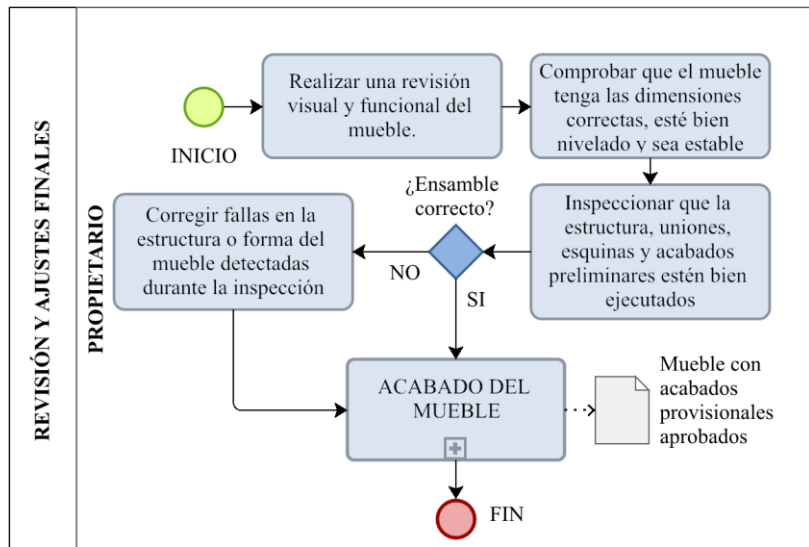 REVISIÓN Y AJUSTES FINALES
PROPIETARIO
INICIO
Realizar una revisión
visual y funcional del
mueble.
Comprobar que el mueble
tenga las dimensiones
correctas, esté bien
nivelado y sea estable
Inspeccionar que la
estructura, uniones,
esquinas y acabados
preliminares estén bien
ejecutados
¿Ensamble
correcto?
NO
SI
Corregir fallas en la
estructura o forma del
mueble detectadas
durante la inspección
ACABADO DEL
MUEBLE
Mueble con
acabados
provisionales
aprobados
FIN